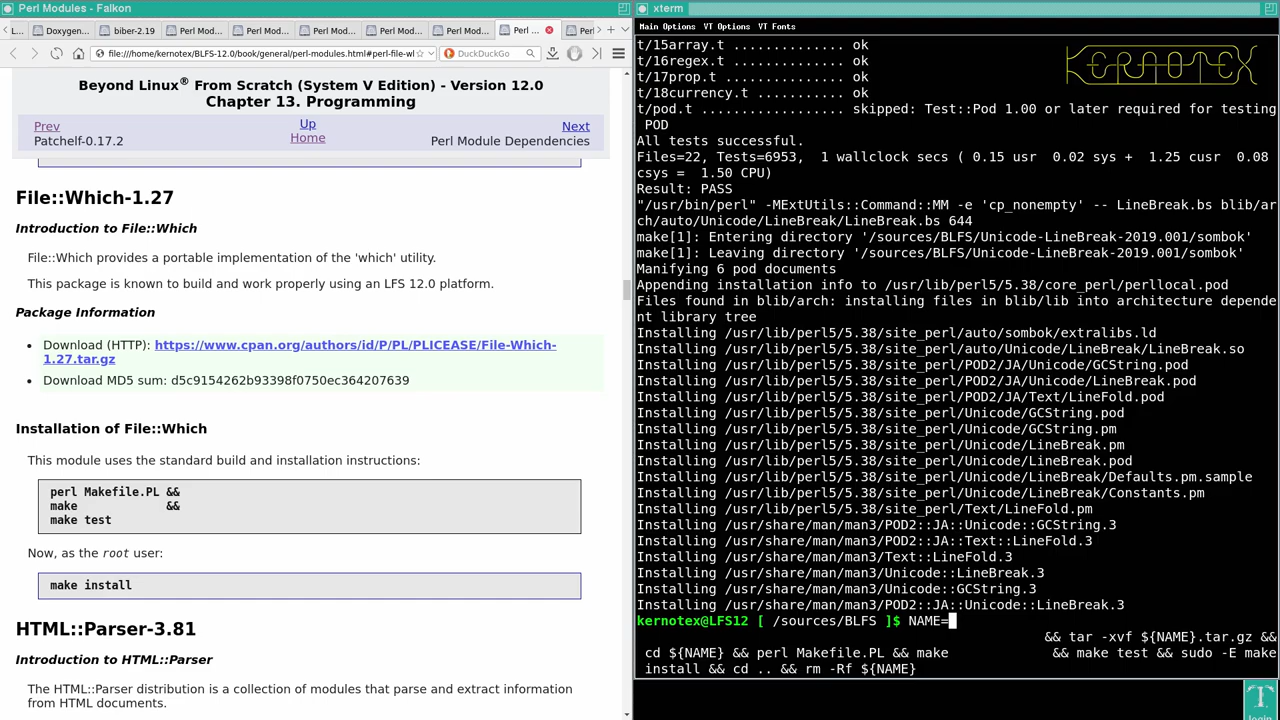 Perl Modules - Falkon
L... Doxygen. biber-2.19 Perl Mod... Perl Mod... Perl Mod... Perl Mod... Perl ... Perl
file:///home/kernotex/BLFS-12.0/book/general/perl-modules.html#perl-file-wl DuckDuckGo
Beyond Linux® From Scratch (System V Edition) - Version 12.0
Chapter 13. Programming
Prev Up Next
Patchelf-0.17.2 Home Perl Module Dependencies
File::Which-1.27
Introduction to File::Which
File::Which provides a portable implementation of the 'which' utility.
This package is known to build and work properly using an LFS 12.0 platform.
Package Information
• Download (HTTP): https://www.cpan.org/authors/id/P/PL/PLICEASE/File-Which-
1.27.tar.gz
• Download MD5 sum: d5c9154262b93398f0750ec364207639
Installation of File::Which
This module uses the standard build and installation instructions:
perl Makefile.PL &&
make &&
make test
Now, as the root user:
make install
HTML::Parser-3.81
Introduction to HTML::Parser
The HTML::Parser distribution is a collection of modules that parse and extract information
from HTML documents.
xterm
Main Options VT Options VT Fonts
KERNOTEX
t/15array.t .............. ok
t/16regex.t .............. ok
t/17prop.t ............... ok
t/18currency.t ........... ok
t/pod.t .................. skipped: Test::Pod 1.00 or later required for testing
POD
All tests successful.
Files=22, Tests=6953, 1 wallclock secs ( 0.15 usr 0.02 sys + 1.25 cusr 0.08
csys = 1.50 CPU)
Result: PASS
"/usr/bin/perl" -MExtUtils::Command::MM -e 'cp_nonempty' -- LineBreak.bs blib/ar
ch/auto/Unicode/LineBreak/LineBreak.bs 644
make[1]: Entering directory '/sources/BLFS/Unicode-LineBreak-2019.001/sombok'
make[1]: Leaving directory '/sources/BLFS/Unicode-LineBreak-2019.001/sombok'
Manifying 6 pod documents
Appending installation info to /usr/lib/perl5/5.38/core_perl/perllocal.pod
Files found in blib/arch: installing files in blib/lib into architecture depende
nt library tree
Installing /usr/lib/perl5/5.38/site_perl/auto/sombok/extralibs.ld
Installing /usr/lib/perl5/5.38/site_perl/auto/Unicode/LineBreak/LineBreak.so
Installing /usr/lib/perl5/5.38/site_perl/POD2/JA/Unicode/GCString.pod
Installing /usr/lib/perl5/5.38/site_perl/POD2/JA/Unicode/LineBreak.pod
Installing /usr/lib/perl5/5.38/site_perl/POD2/JA/Text/LineFold.pod
Installing /usr/lib/perl5/5.38/site_perl/Unicode/GCString.pod
Installing /usr/lib/perl5/5.38/site_perl/Unicode/GCString.pm
Installing /usr/lib/perl5/5.38/site_perl/Unicode/LineBreak.pm
Installing /usr/lib/perl5/5.38/site_perl/Unicode/LineBreak.pod
Installing /usr/lib/perl5/5.38/site_perl/Unicode/LineBreak/Defaults.pm.sample
Installing /usr/lib/perl5/5.38/site_perl/Unicode/LineBreak/Constants.pm
Installing /usr/lib/perl5/5.38/site_perl/Text/LineFold.pm
Installing /usr/share/man/man3/POD2::JA::Unicode::GCString.3
Installing /usr/share/man/man3/POD2::JA::Text::LineFold.3
Installing /usr/share/man/man3/Text::LineFold.3
Installing /usr/share/man/man3/Unicode::LineBreak.3
Installing /usr/share/man/man3/Unicode::GCString.3
Installing /usr/share/man/man3/POD2::JA::Unicode::LineBreak.3
kernotex@LFS12 [ /sources/BLFS ]$ NAME=
&& tar -xvf ${NAME}.tar.gz &&
cd ${NAME} && perl Makefile.PL && make && make test && sudo -E make
install && cd .. && rm -Rf ${NAME}
login